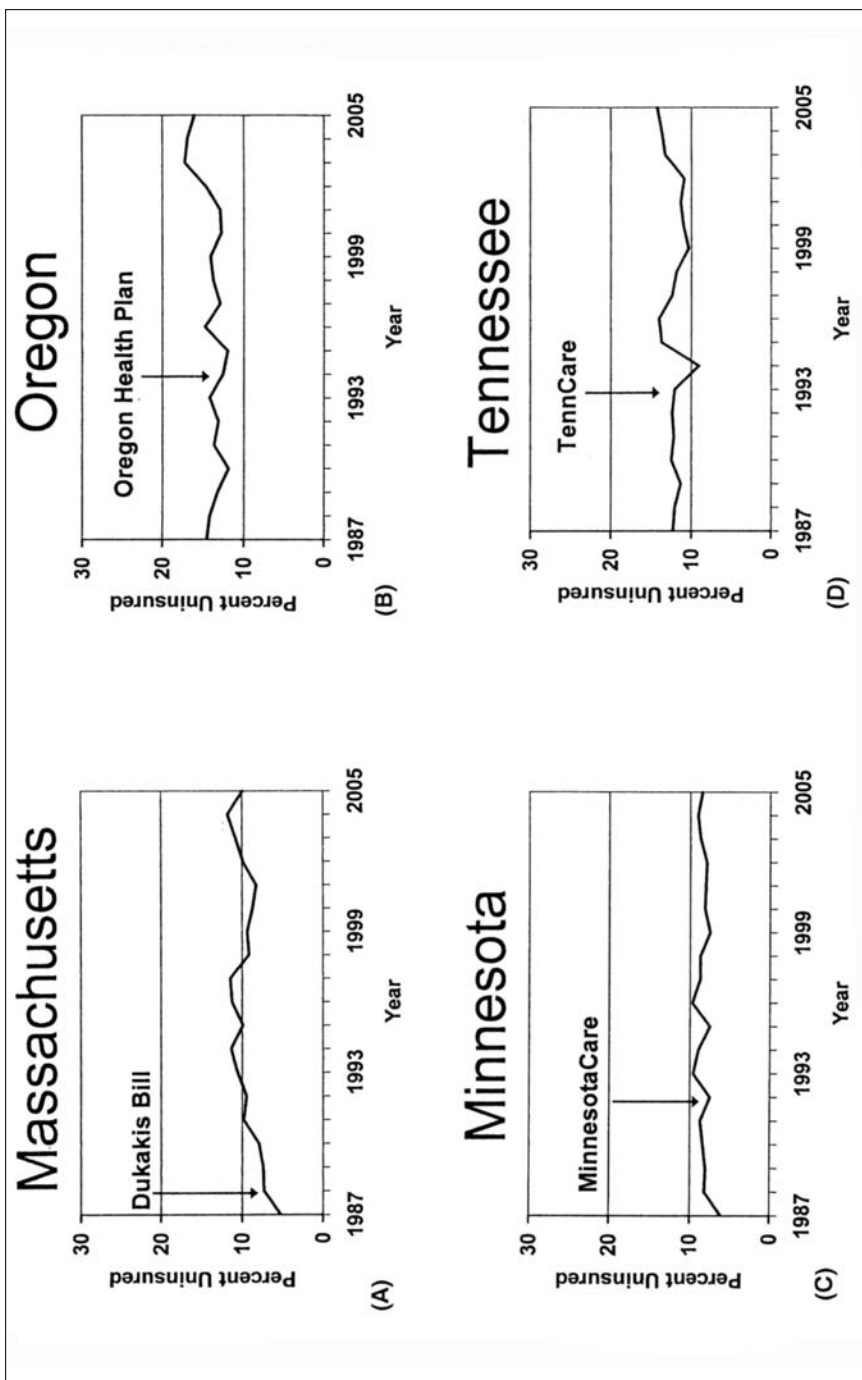 Massachusetts
Dukakis Bill
30
20
10
0
Percent Uninsured
1987
1993
1999
2005
Year
(A)
Oregon
Oregon Health Plan
30
20
10
0
Percent Uninsured
1987
1993
1999
2005
Year
(B)
Minnesota
MinnesotaCare
30
20
10
0
Percent Uninsured
1987
1993
1999
2005
Year
(C)
Tennessee
TennCare
30
20
10
0
Percent Uninsured
1987
1993
1999
2005
Year
(D)